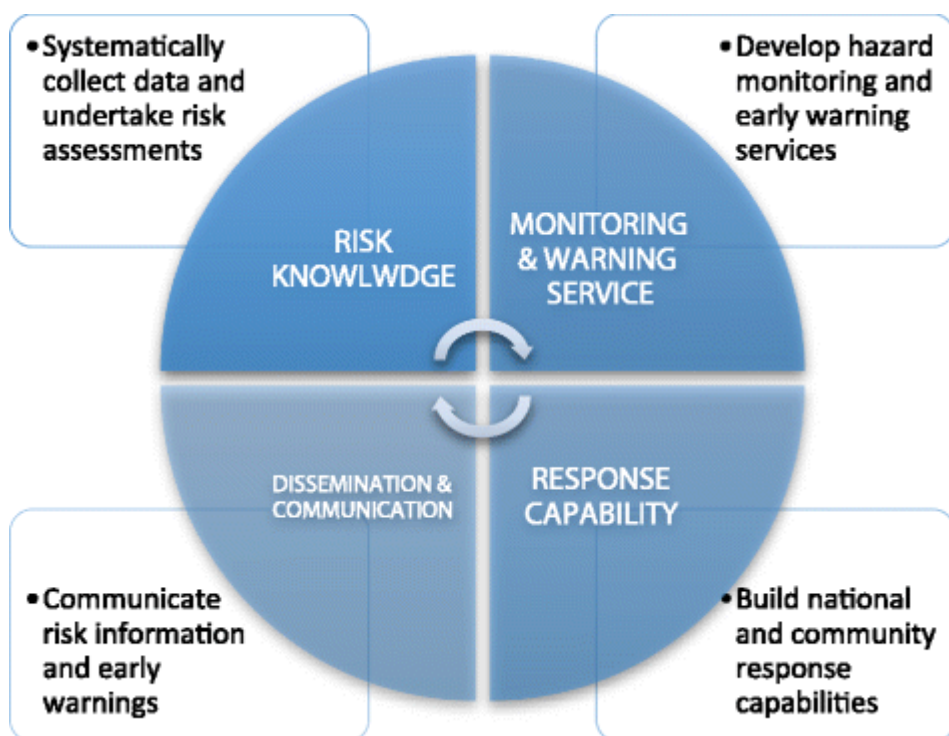 •Systematically
collect data and
undertake risk
assessments
•Develop hazard
monitoring and
early warning
services
RISK
KNOWLWDGE
MONITORING
& WARNING
SERVICE
DISSEMINATION &
COMMUNICATION
RESPONSE
CAPABILITY
•Communicate
risk information
and early
warnings
•Build national
and community
response
capabilities